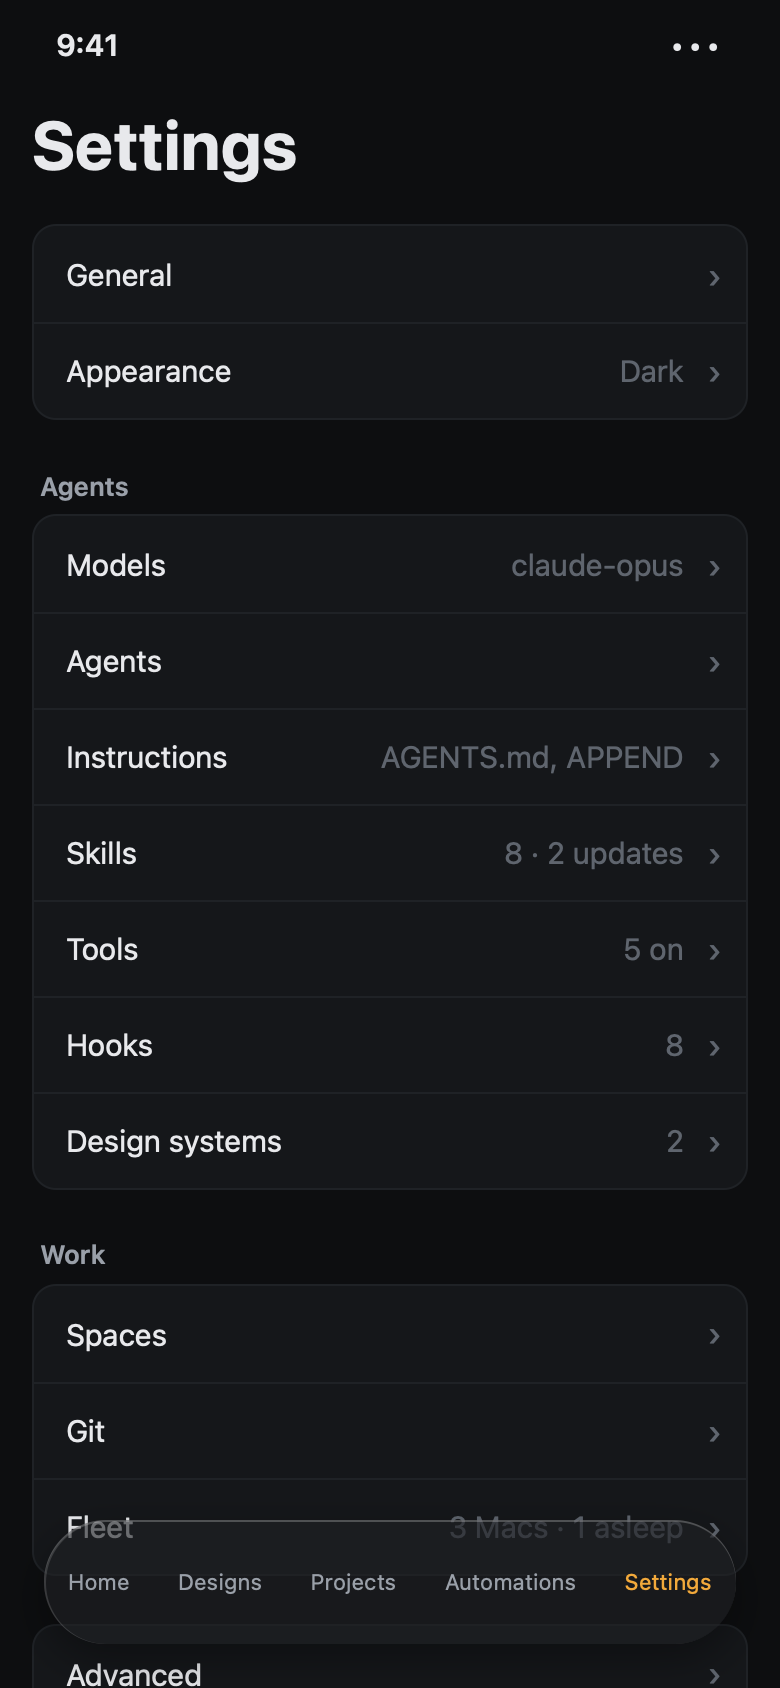 9:41
Settings
General
Appearance Dark
Agents
Models claude-opus
Agents
Instructions AGENTS.md, APPEND
Skills 8 · 2 updates
Tools 5 on
Hooks 8
Design systems 2
Work
Spaces
Git
Fleet 3 Macs · 1 asleep
Home Designs Projects Automations Settings
Advanced